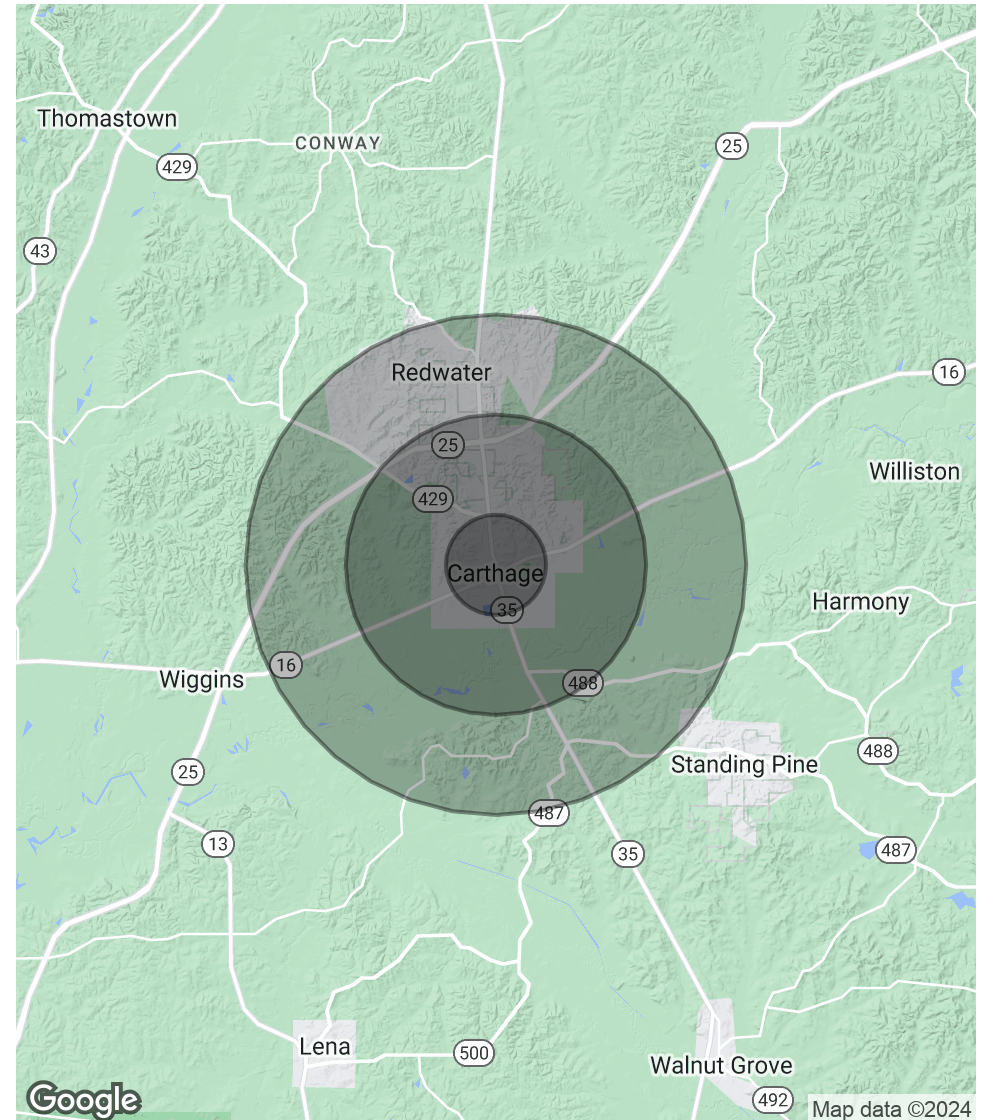 Thomastown
CONWAY
25
429
43
Redwater
16
25
Williston
429
Carthage
Harmony
35
16
Wiggins
488
488
Standing Pine
25
487
13
35
487
Lena
500
Walnut Grove
492
Google
Map data ©2024